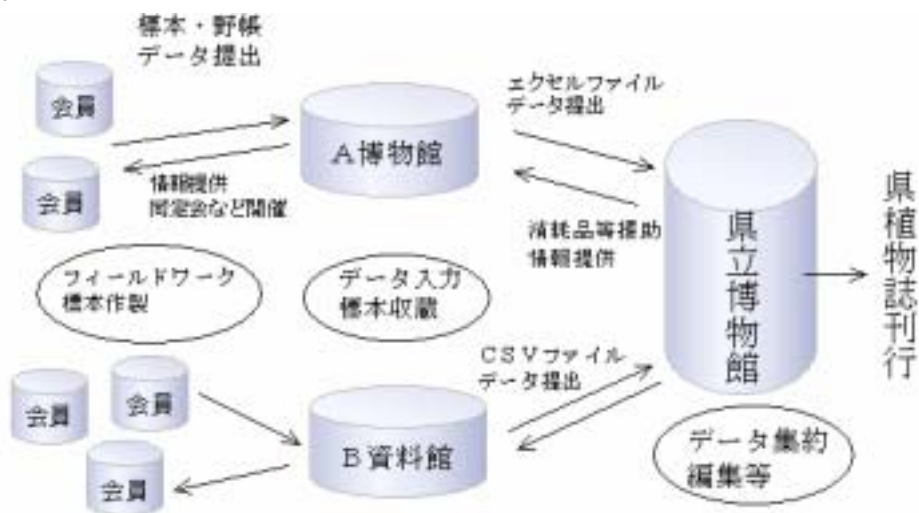 標本・野帳
データ提出
会員
会員
A博物館
情報提供
同定会など開催
エクセルファイル
データ提出
消耗品等援助
情報提供
県立博物館
県植物誌刊行
フィールドワーク
標本作製
データ入力
標本収蔵
会員
会員
会員
B資料館
CSVファイル
データ提出
データ集約
編集等